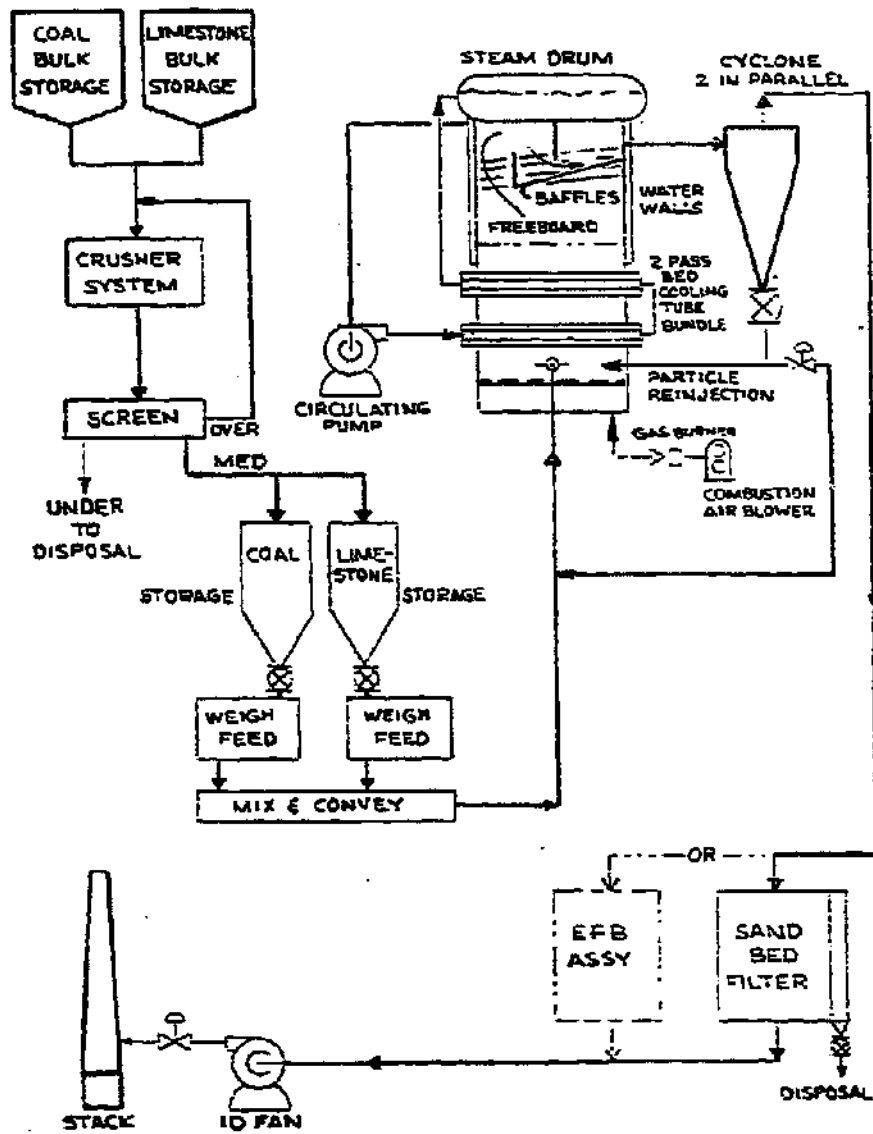 COAL
BULK
STORAGE
LIMESTONE
BULK
STORAGE
STEAM DRUM
CYCLONE
2 IN PARALLEL
BAFFLES
FREEBOARD
WATER
WALLS
CRUSHER
SYSTEM
2 PASS
BED
COOLING
TUBE
BUNDLE
SCREEN
OVER
CIRCULATING
PUMP
PARTICLE
REINJECTION
MED
GAS BURNER
COMBUSTION
AIR BLOWER
UNDER
TO
DISPOSAL
COAL
LIME-
STONE
STORAGE
STORAGE
WEIGH
FEED
WEIGH
FEED
MIX & CONVEY
OR
EFB
ASSY
SAND
BED
FILTER
DISPOSAL
STACK
ID FAN